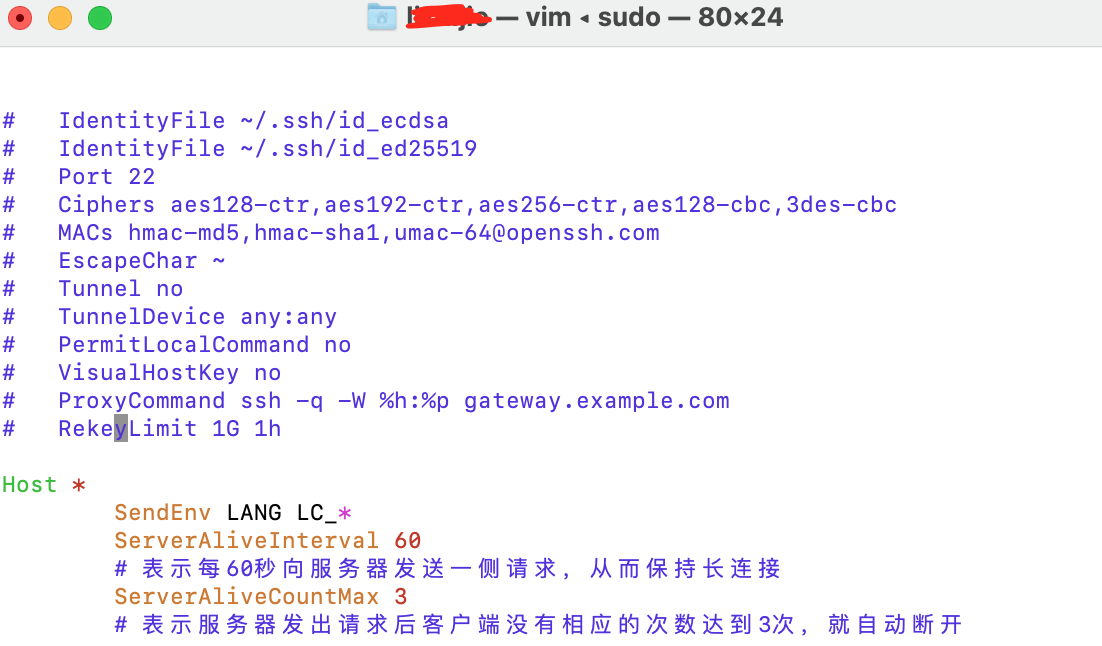 — vim ◂ sudo — 80×24
#   IdentityFile ~/.ssh/id_ecdsa
#   IdentityFile ~/.ssh/id_ed25519
#   Port 22
#   Ciphers aes128-ctr,aes192-ctr,aes256-ctr,aes128-cbc,3des-cbc
#   MACs hmac-md5,hmac-sha1,umac-64@openssh.com
#   EscapeChar ~
#   Tunnel no
#   TunnelDevice any:any
#   PermitLocalCommand no
#   VisualHostKey no
#   ProxyCommand ssh -q -W %h:%p gateway.example.com
#   RekeyLimit 1G 1h
Host *
        SendEnv LANG LC_*
        ServerAliveInterval 60
        # 表示每60秒向服务器发送一侧请求，从而保持长连接
        ServerAliveCountMax 3
        # 表示服务器发出请求后客户端没有相应的次数达到3次，就自动断开